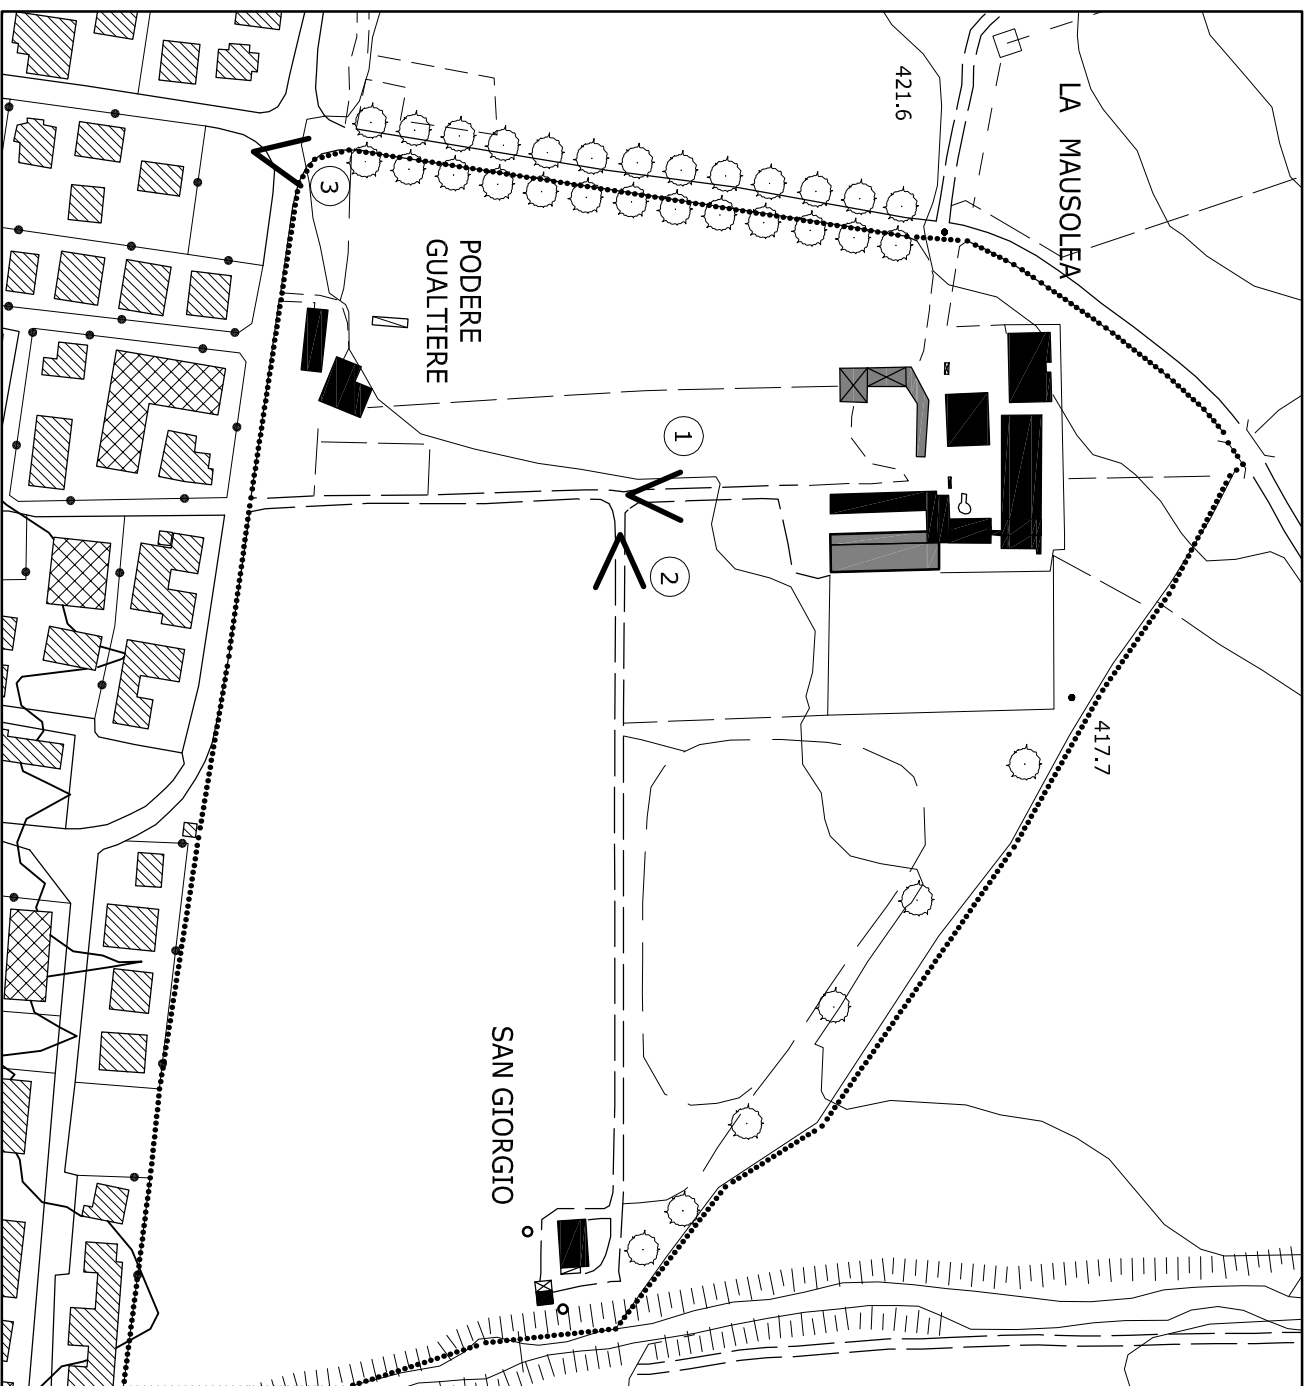 421.6
LA MAUSOLEA
3
PODERE
GUALTIERE
1
2
417.7
SAN GIORGIO